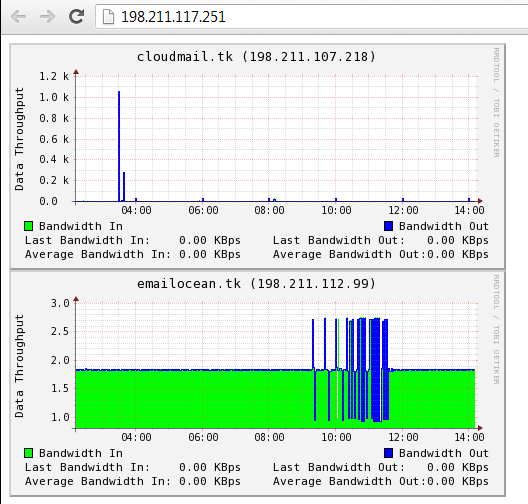 198.211.117.251
cloudmail.tk (198.211.107.218)
RRDTOOL / TOBI OETIKER
Data Throughput
1.2 k
1.0 k
0.8 k
0.6 k
0.4 k
0.2 k
0.0
04:00 06:00 08:00 10:00 12:00 14:00
Bandwidth In Bandwidth Out
Last Bandwidth In: 0.00 KBps Last Bandwidth Out: 0.00 KBps
Average Bandwidth In: 0.00 KBps Average Bandwidth Out:0.00 KBps
emailocean.tk (198.211.112.99)
RRDTOOL / TOBI OETIKER
Data Throughput
3.0
2.5
2.0
1.5
1.0
04:00 06:00 08:00 10:00 12:00 14:00
Bandwidth In Bandwidth Out
Last Bandwidth In: 0.00 KBps Last Bandwidth Out: 0.00 KBps
Average Bandwidth In: 0.00 KBps Average Bandwidth Out:0.00 KBps